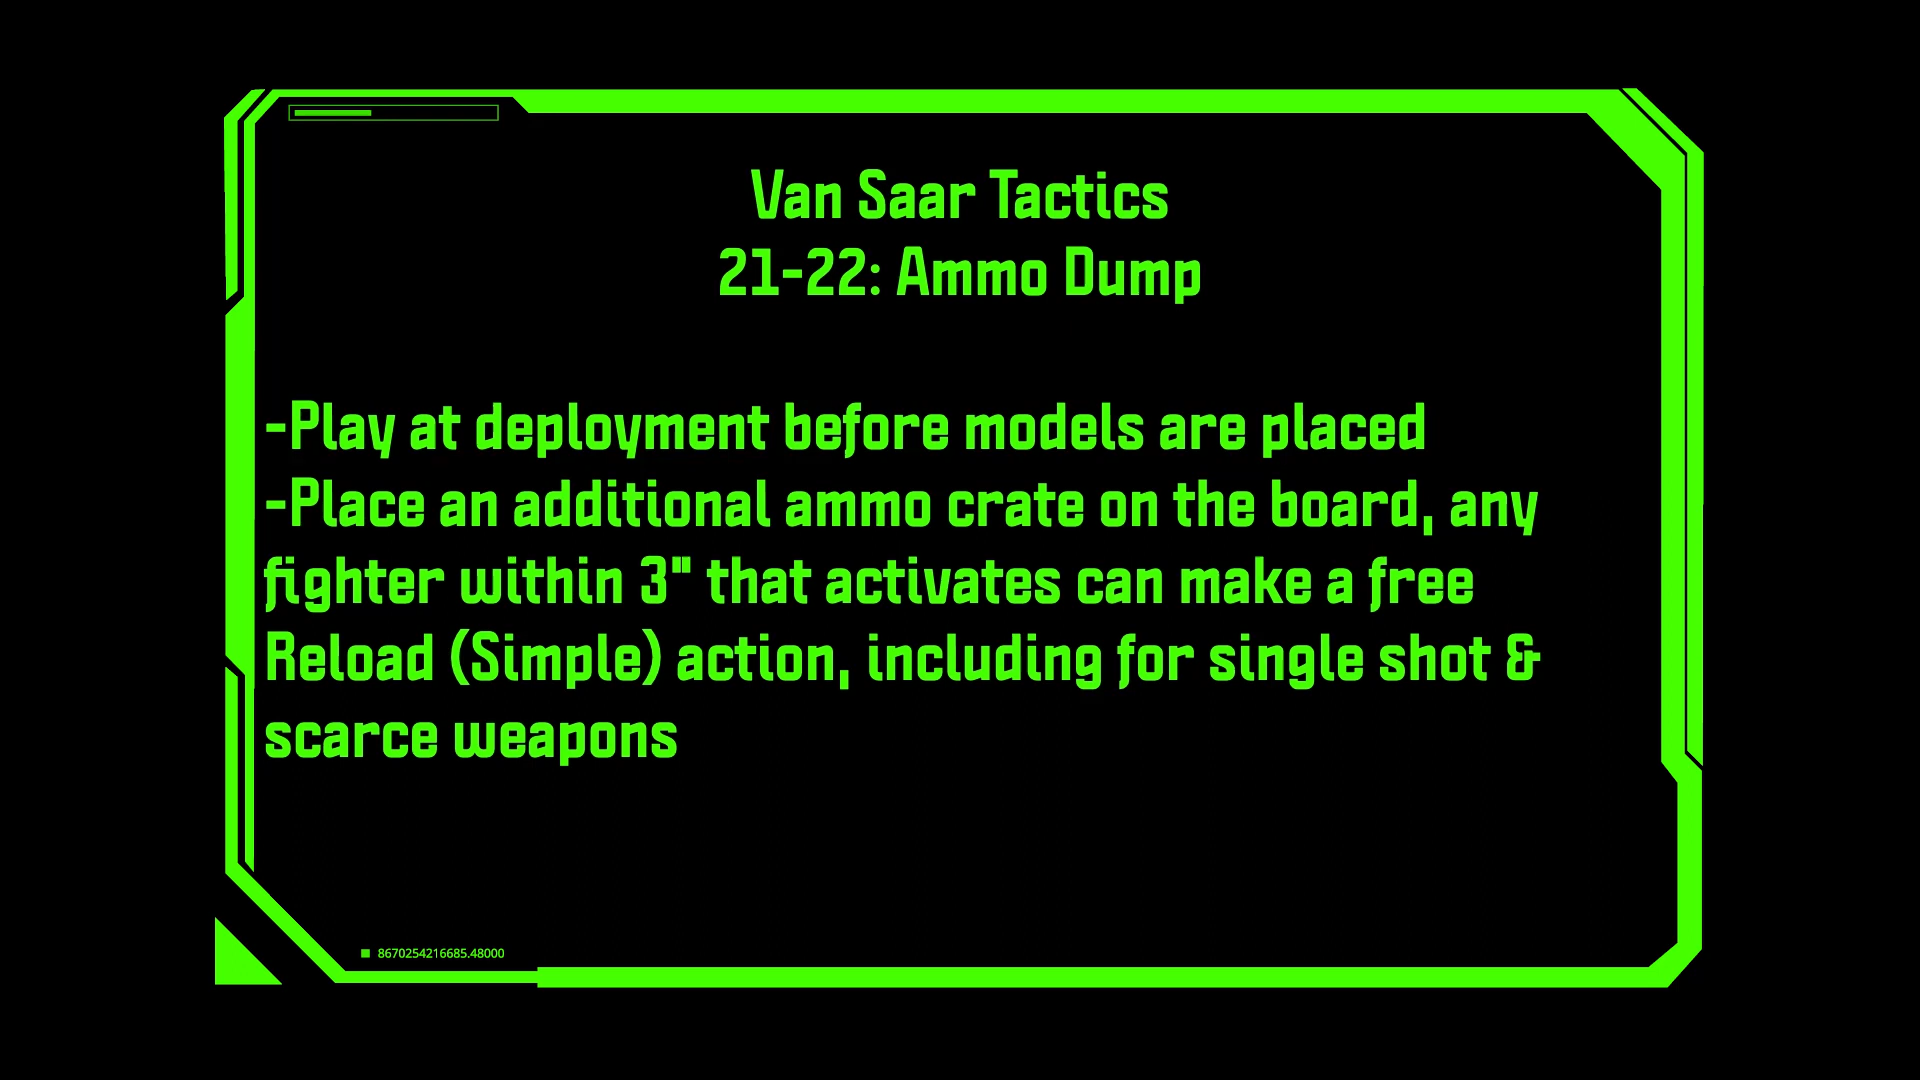 Van Saar Tactics
21-22: Ammo Dump
-Play at deployment before models are placed
-Place an additional ammo crate on the board, any
fighter within 3" that activates can make a free
Reload (Simple) action, including for single shot &
scarce weapons
8670254216685.48000